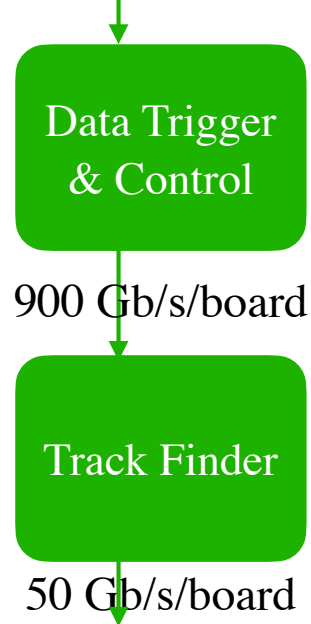 Data Trigger
& Control
900 Gb/s/board
Track Finder
50 Gb/s/board